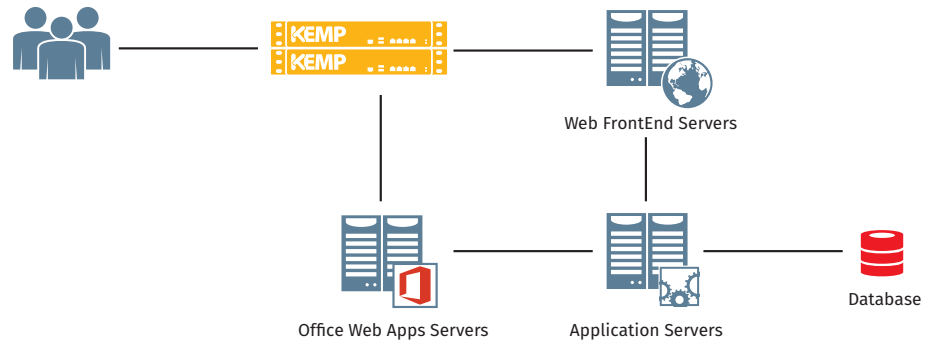 KEMP
KEMP
Web FrontEnd Servers
Database
Office Web Apps Servers
Application Servers